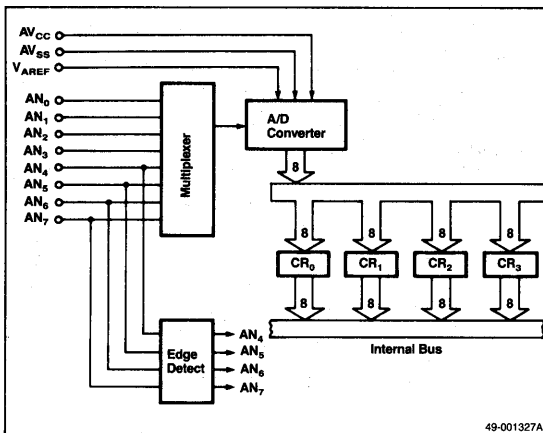 AVCC
AVSS
VAREF
AN0
AN1
AN2
AN3
AN4
AN5
AN6
AN7
Multiplexer
A/D
Converter
8
8
8
8
8
CR0
CR1
CR2
CR3
8
8
8
8
Internal Bus
Edge
Detect
AN4
AN5
AN6
AN7
49-001327A